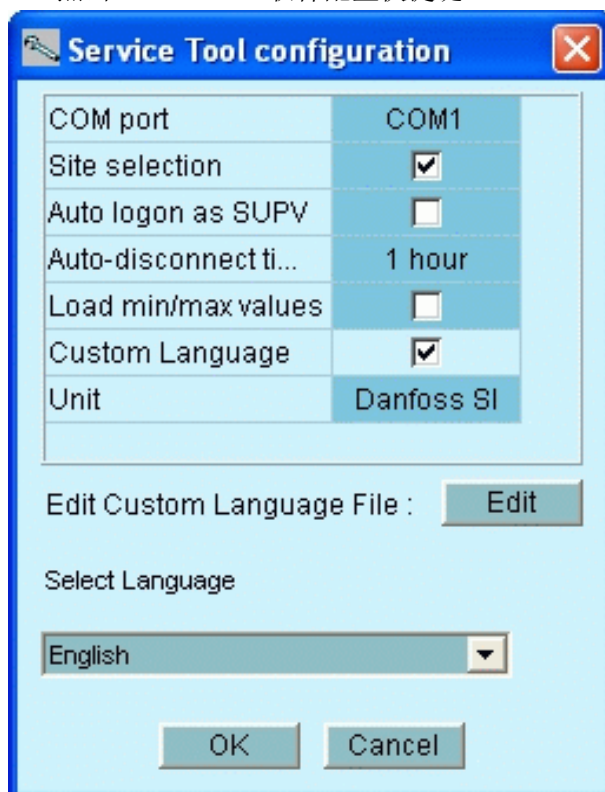 Service Tool configuration
COM port COM1
Site selection
Auto logon as SUPV
Auto-disconnect ti... 1 hour
Load min/max values
Custom Language
Unit Danfoss SI
Edit Custom Language File : Edit
Select Language
English
OK Cancel